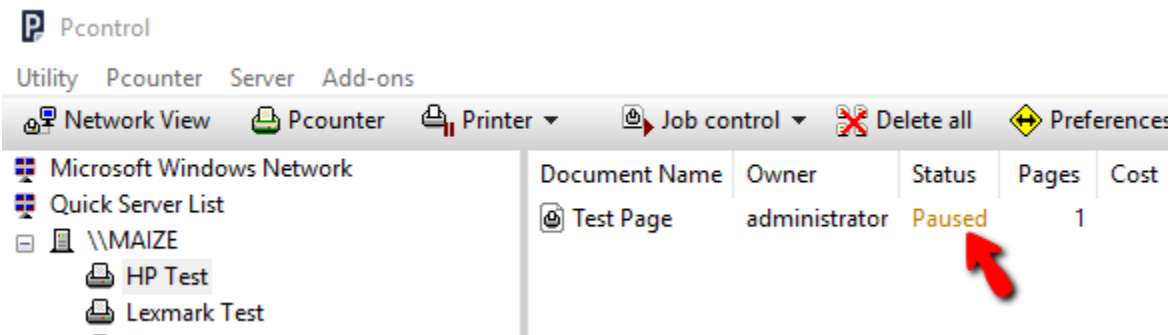 Pcontrol
Utility Pcounter Server Add-ons
Network View Pcounter Printer Job control Delete all Preferences
Microsoft Windows Network
Quick Server List
\\MAIZE
HP Test
Lexmark Test
Document Name Owner Status Pages Cost
Test Page administrator Paused 1